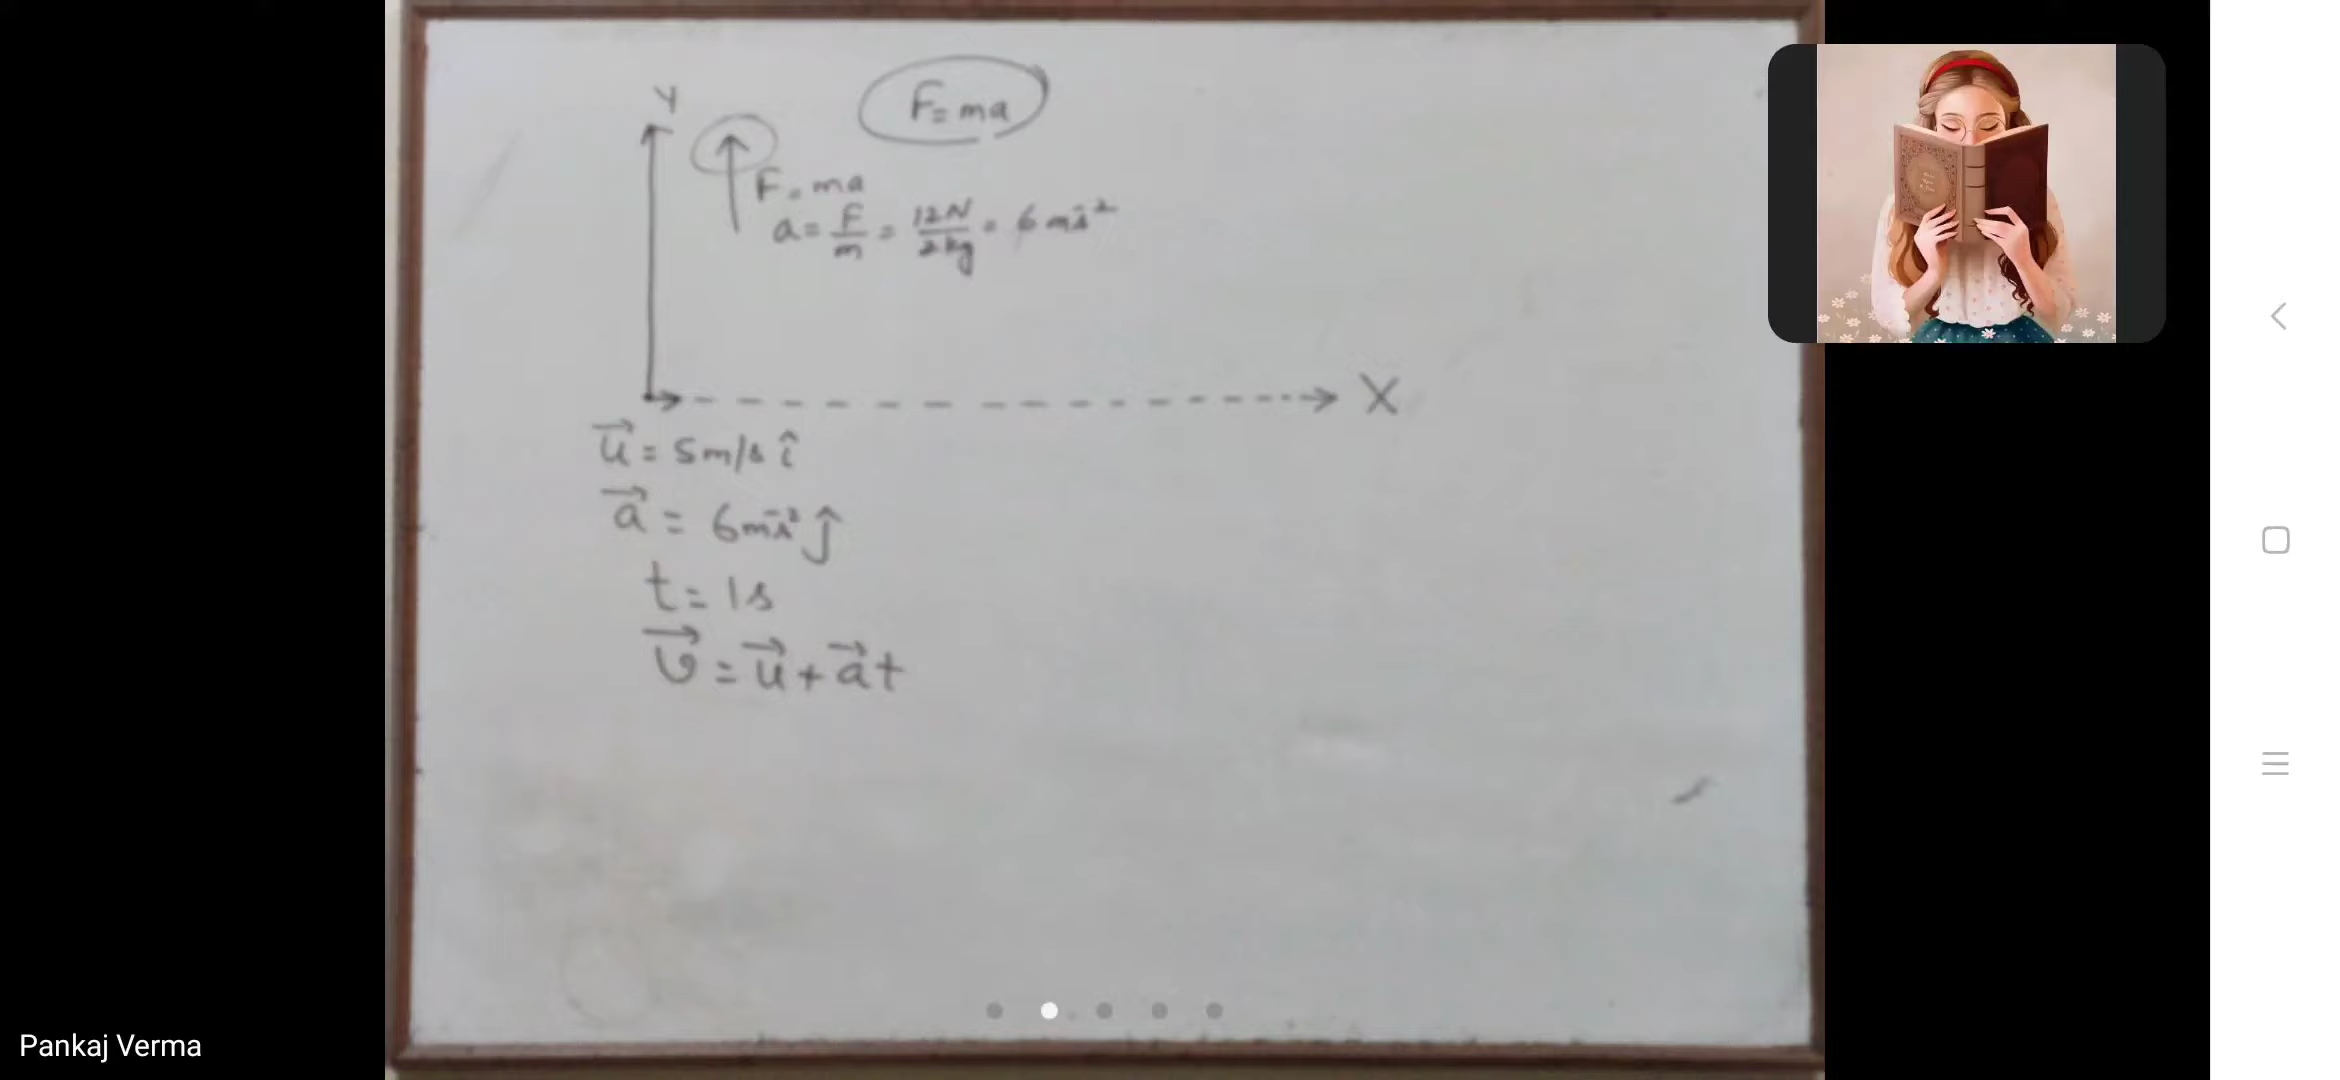 F = ma
Y
F = ma
a = F/m = 12N/2kg = 6 ms⁻²
X
u⃗ = 5m/s î
a⃗ = 6ms⁻² ĵ
t = 1s
v⃗ = u⃗ + a⃗t
Pankaj Verma